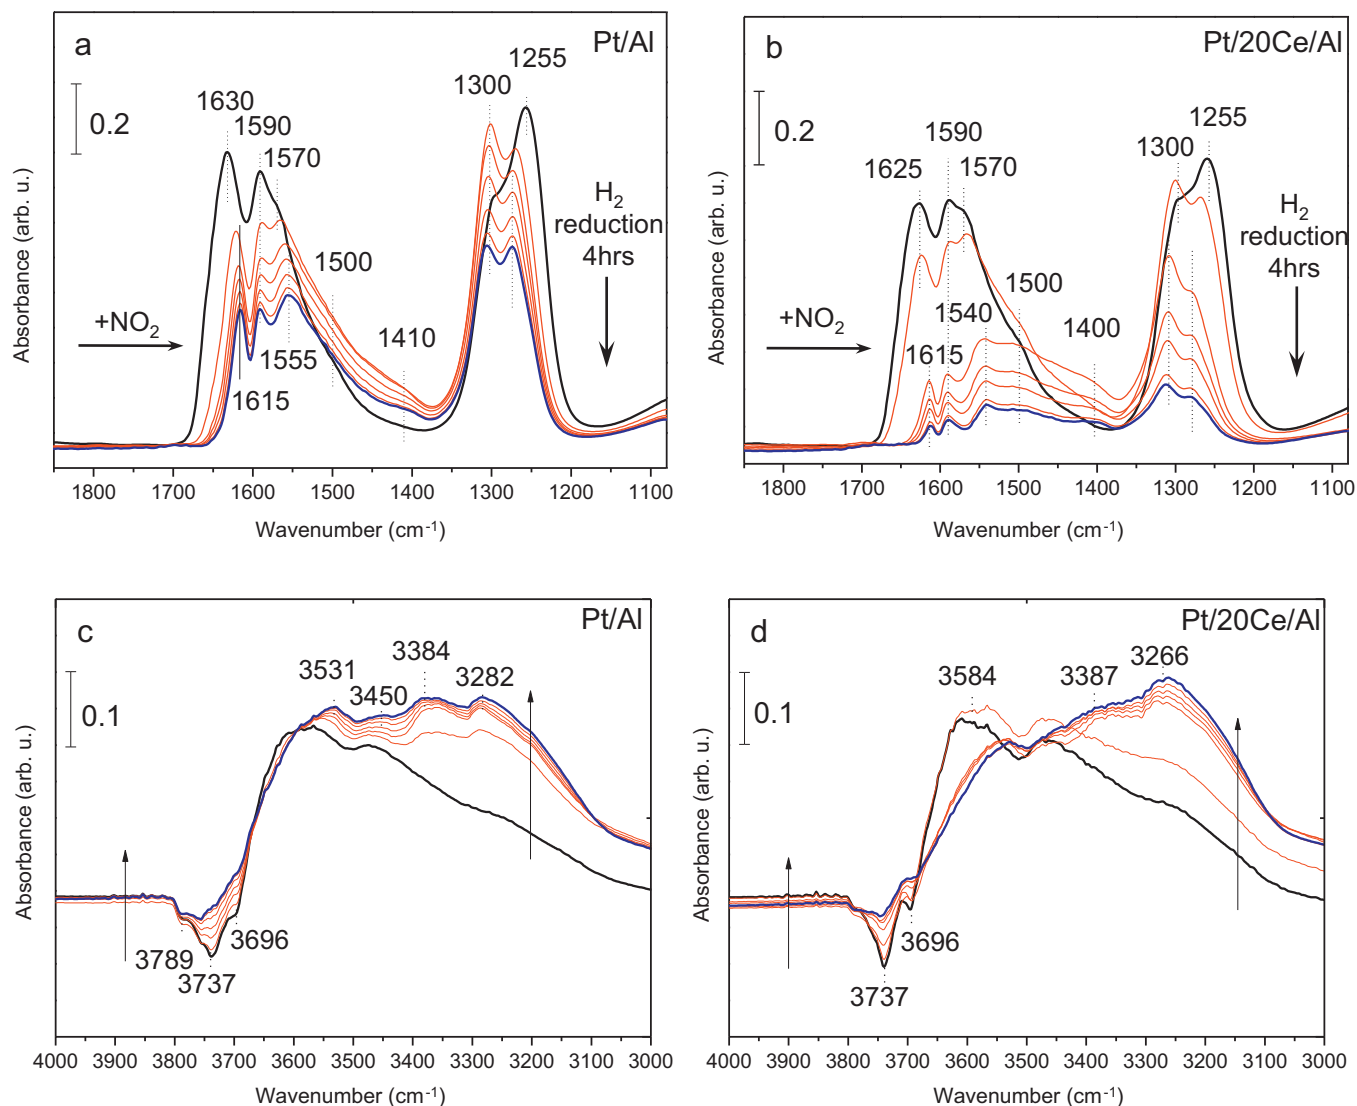 a
Pt/Al
1630
1590
1570
1300
1255
0.2
H2
reduction
4hrs
1500
+NO2
1410
1555
1615
Absorbance (arb. u.)
1800 1700 1600 1500 1400 1300 1200 1100
Wavenumber (cm-1)
b
Pt/20Ce/Al
0.2
1625
1590
1570
1300
1255
H2
reduction
4hrs
1500
+NO2
1540
1400
1615
Absorbance (arb. u.)
1800 1700 1600 1500 1400 1300 1200 1100
Wavenumber (cm-1)
c
Pt/Al
0.1
3531
3450
3384
3282
3789
3737
3696
Absorbance (arb. u.)
4000 3900 3800 3700 3600 3500 3400 3300 3200 3100 3000
Wavenumber (cm-1)
d
Pt/20Ce/Al
0.1
3584
3387
3266
3696
3737
Absorbance (arb. u.)
4000 3900 3800 3700 3600 3500 3400 3300 3200 3100 3000
Wavenumber (cm-1)